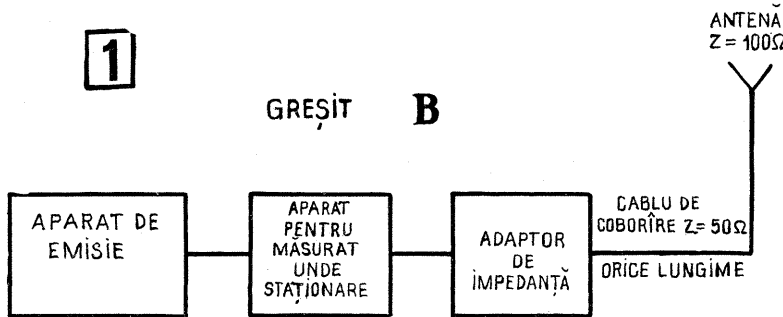 1
GREȘIT B
ANTENĂ
Z = 100Ω
APARAT DE
EMISIE
APARAT
PENTRU
MĂSURAT
UNDE
STAȚIONARE
ADAPTOR
DE
IMPEDANȚĂ
CABLU DE
COBORÎRE Z=50Ω
ORICE LUNGIME